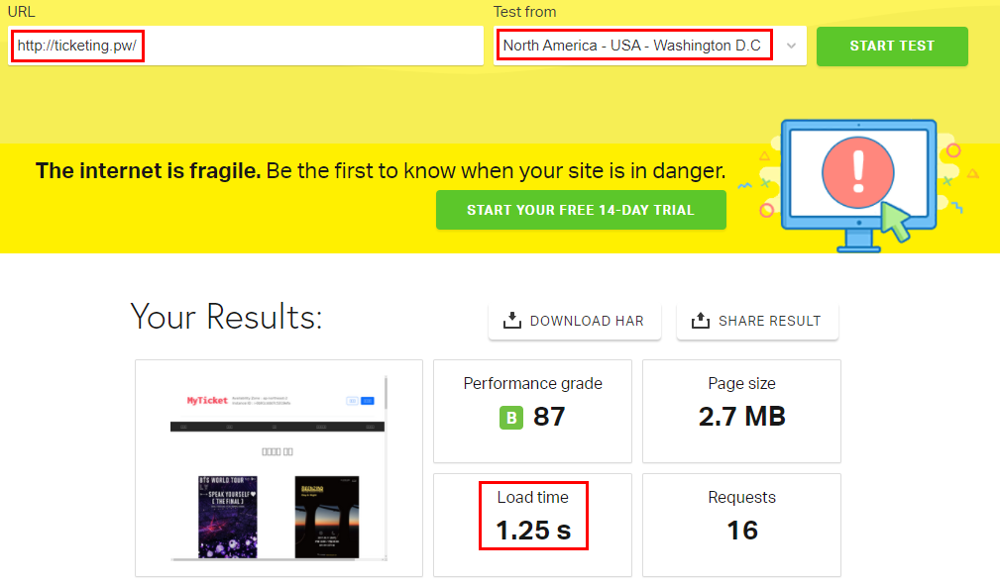 URL
Test from
http://ticketing.pw/
North America - USA - Washington D.C
START TEST
The internet is fragile. Be the first to know when your site is in danger.
START YOUR FREE 14-DAY TRIAL
Your Results:
DOWNLOAD HAR
SHARE RESULT
Performance grade
B 87
Page size
2.7 MB
Load time
1.25 s
Requests
16
MyTicket
BTS WORLD TOUR
SPEAK YOURSELF
[THE FINAL]